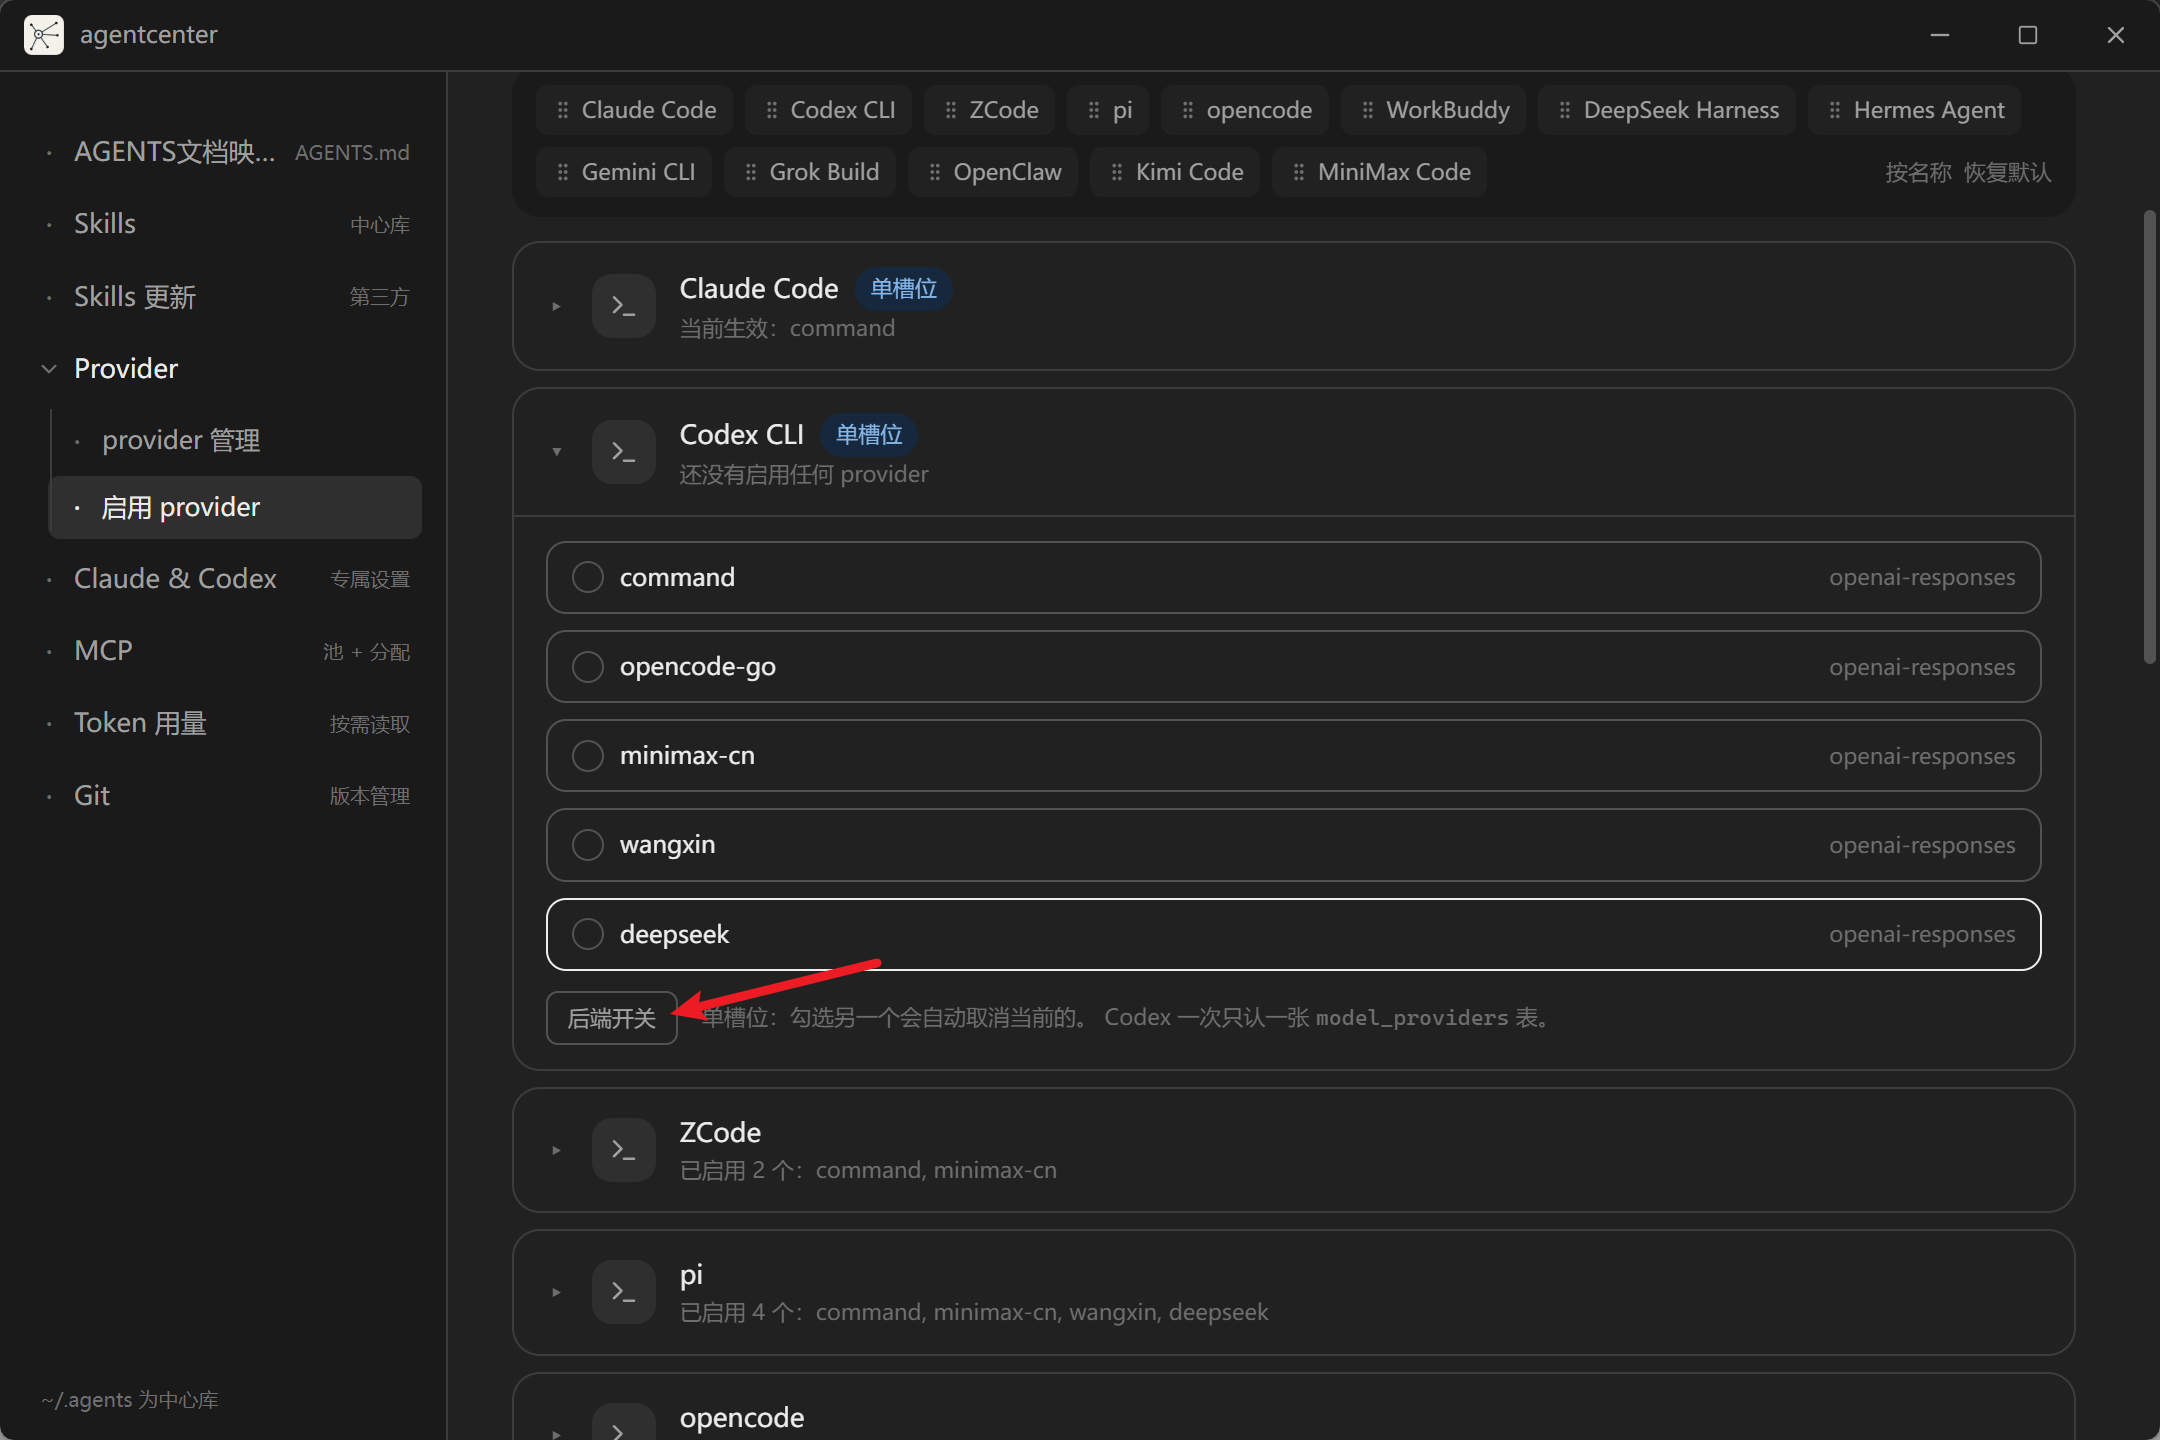 agentcenter
Claude Code
Codex CLI
ZCode
pi
opencode
WorkBuddy
DeepSeek Harness
Hermes Agent
Gemini CLI
Grok Build
OpenClaw
Kimi Code
MiniMax Code
按名称 恢复默认
AGENTS文档映... AGENTS.md
Skills 中心库
Skills 更新 第三方
Provider
provider 管理
启用 provider
Claude & Codex 专属设置
MCP 池 + 分配
Token 用量 按需读取
Git 版本管理
~/.agents 为中心库
Claude Code 单槽位
当前生效：command
Codex CLI 单槽位
还没有启用任何 provider
command openai-responses
opencode-go openai-responses
minimax-cn openai-responses
wangxin openai-responses
deepseek openai-responses
后端开关 单槽位：勾选另一个会自动取消当前的。 Codex 一次只认一张 model_providers 表。
ZCode
已启用 2 个：command, minimax-cn
pi
已启用 4 个：command, minimax-cn, wangxin, deepseek
opencode